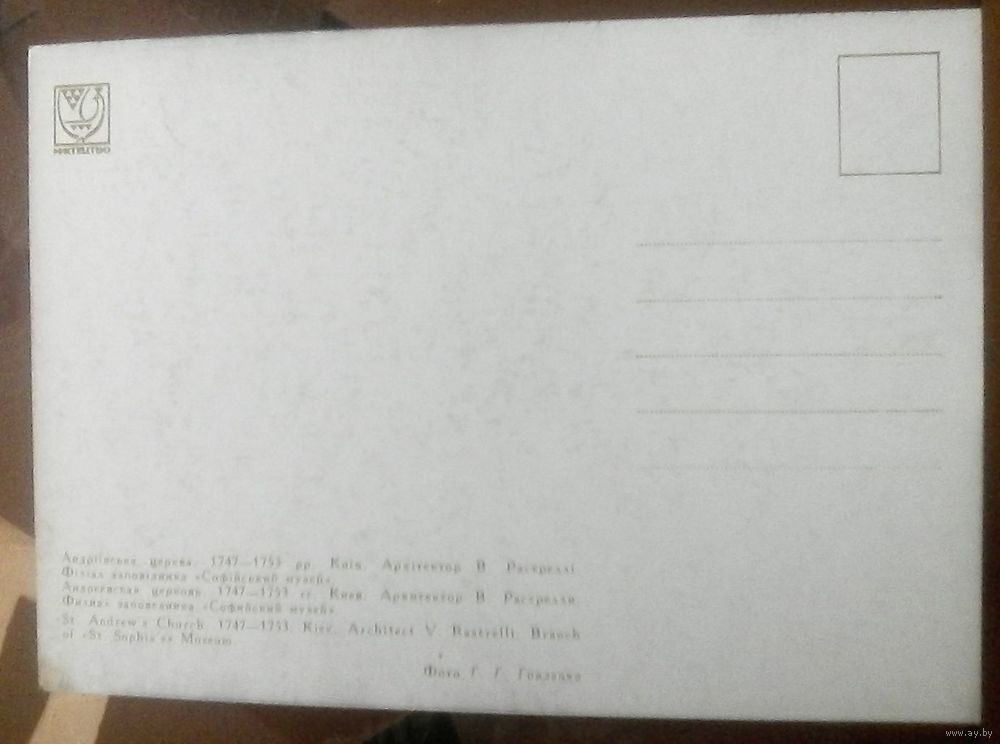 МИСТЕЦТВО
Андріївська церква. 1747—1753 рр. Київ. Архітектор В. Растреллі.
Філіал заповідника «Софійський музей».
Андреевская церковь. 1747—1753 гг. Киев. Архитектор В. Растрелли.
Филиал заповедника «Софийский музей».
St. Andrew's Church. 1747—1753. Kiev. Architect V. Rastrelli. Branch
of «St. Sophia's» Museum.
Фото Г. Г.
www.ay.by